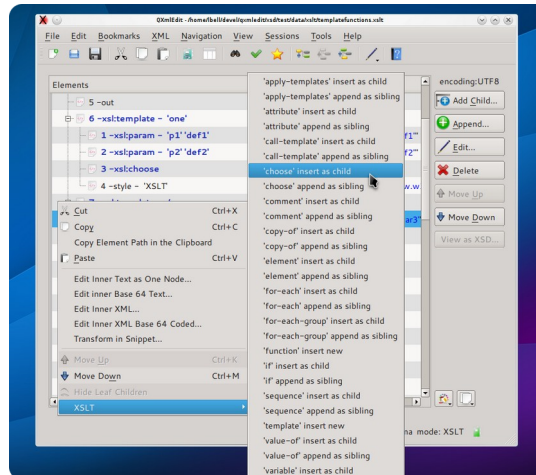 QXmlEdit - /home/lbell/devel/qxmledit/xsd/test/data/xslt/templatefunctions.xslt
File Edit Bookmarks XML Navigation View Sessions Tools Help
Elements
5 -out
6 -xsl:template - 'one'
1 -xsl:param - 'p1''def1'
2 -xsl:param - 'p2''def2'
3 -xsl:choose
4 -style - 'XSLT'
Cut Ctrl+X
Copy Ctrl+C
Copy Element Path in the Clipboard
Paste Ctrl+V
Edit Inner Text as One Node...
Edit inner Base 64 Text...
Edit Inner XML...
Edit Inner XML Base 64 Coded...
Transform in Snippet...
Move Up Ctrl+K
Move Down Ctrl+M
Hide Leaf Children
XSLT
'apply-templates' insert as child
'apply-templates' append as sibling
'attribute' insert as child
'attribute' append as sibling
'call-template' insert as child
'call-template' append as sibling
'choose' insert as child
'choose' append as sibling
'comment' insert as child
'comment' append as sibling
'copy-of' insert as child
'copy-of' append as sibling
'element' insert as child
'element' append as sibling
'for-each' insert as child
'for-each' append as sibling
'for-each-group' insert as child
'for-each-group' append as sibling
'function' insert new
'if' insert as child
'if' append as sibling
'sequence' insert as child
'sequence' append as sibling
'template' insert new
'value-of' insert as child
'value-of' append as sibling
'variable' insert as child
f1'"
f2'"
w.w.
ar3"
encoding:UTF8
Add Child...
Append...
Edit...
Delete
Move Up
Move Down
View as XSD...
na mode: XSLT